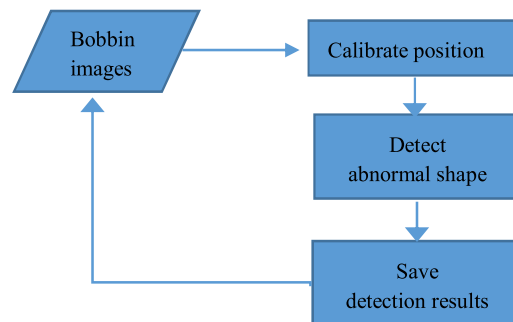 Bobbin
images
Calibrate position
Detect
abnormal shape
Save
detection results